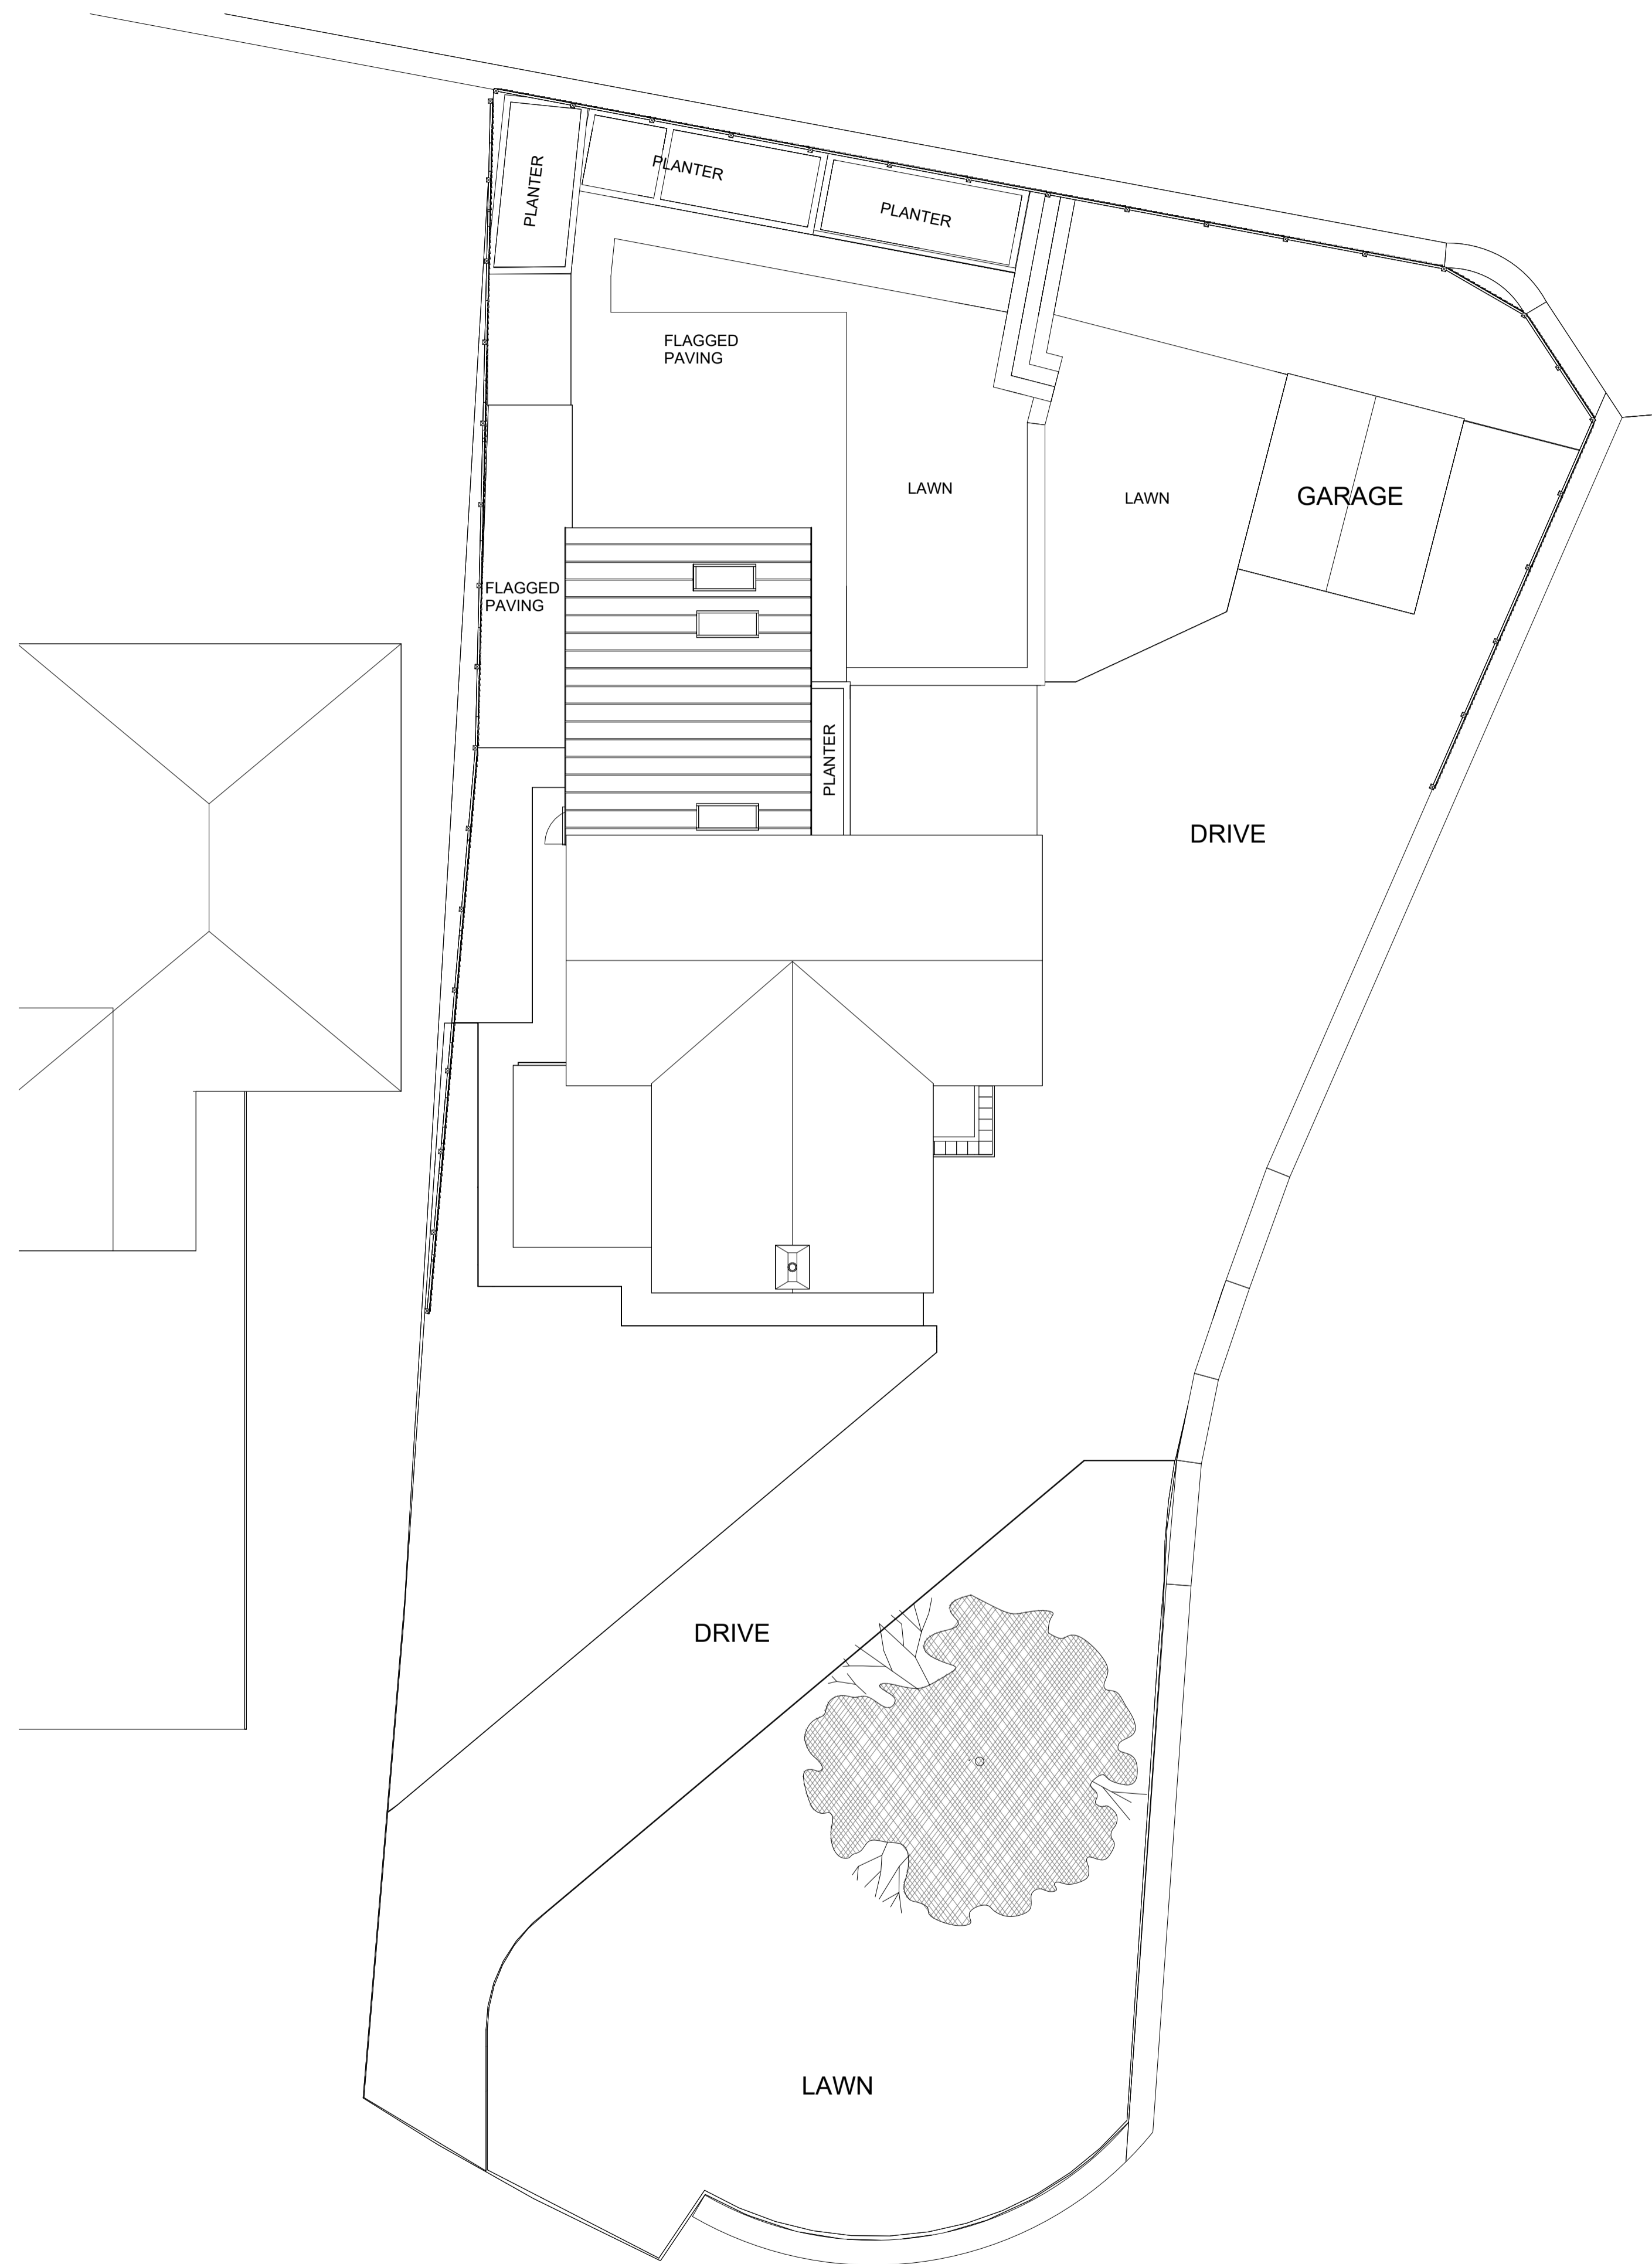 PLANTER
PLANTER
PLANTER
FLAGGED
PAVING
LAWN
LAWN
GARAGE
FLAGGED
PAVING
PLANTER
DRIVE
DRIVE
LAWN